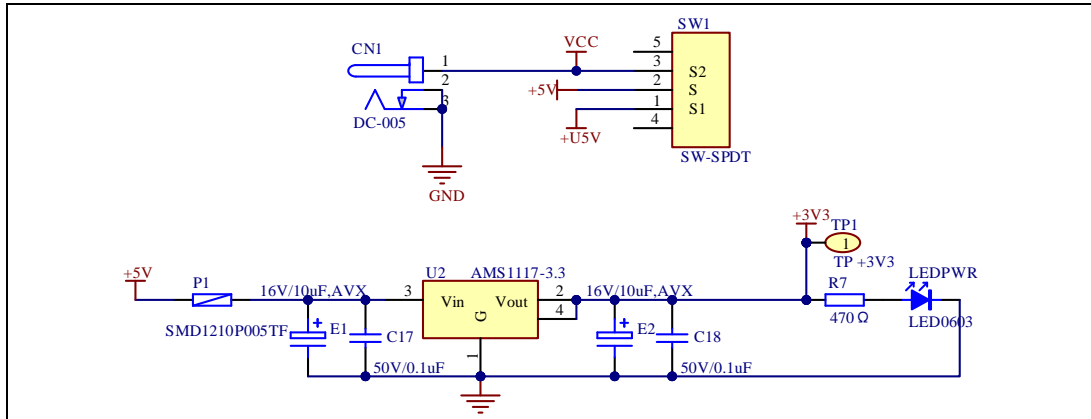 SW1
CN1
VCC
5
1
3
S2
2
+5V
2
S
3
1
S1
DC-005
+U5V
4
SW-SPDT
GND
+3V3
TP1
1
+5V
P1
U2
AMS1117-3.3
TP +3V3
LEDPWR
16V/10uF,AVX
3
Vin
Vout
2
16V/10uF,AVX
R7
4
SMD1210P005TF
E1
C17
G
E2
C18
470 Ω
LED0603
1
50V/0.1uF
50V/0.1uF